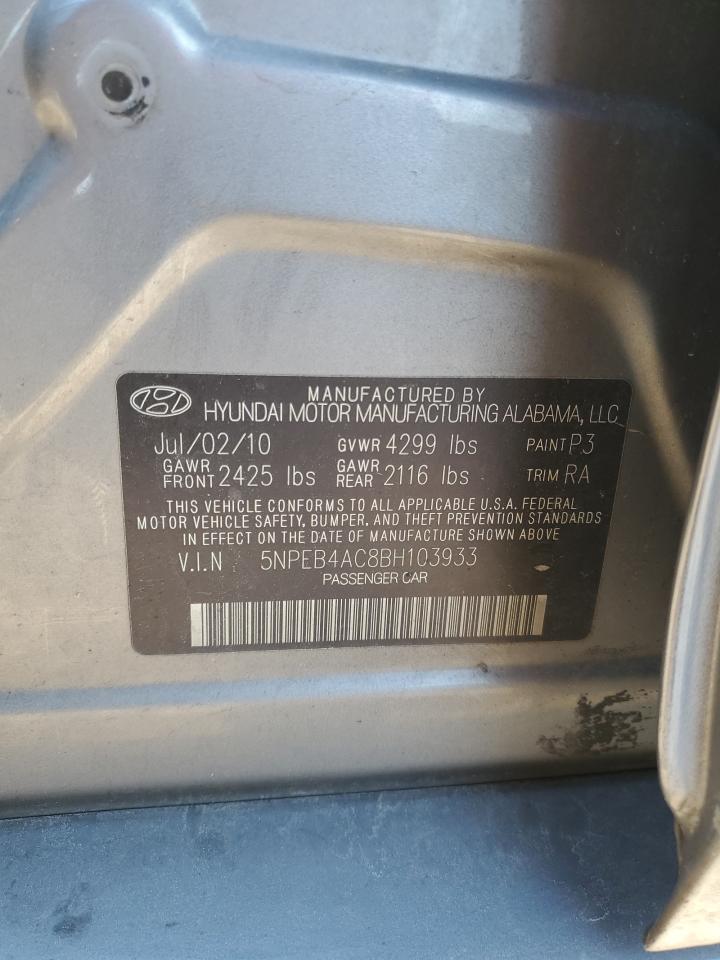 MANUFACTURED BY
HYUNDAI MOTOR MANUFACTURING ALABAMA, LLC
Jul/02/10 GVWR 4299 lbs PAINT P3
GAWR FRONT 2425 lbs GAWR REAR 2116 lbs TRIM RA
THIS VEHICLE CONFORMS TO ALL APPLICABLE U.S.A. FEDERAL
MOTOR VEHICLE SAFETY, BUMPER, AND THEFT PREVENTION STANDARDS
IN EFFECT ON THE DATE OF MANUFACTURE SHOWN ABOVE
V.I.N 5NPEB4AC8BH103933
PASSENGER CAR